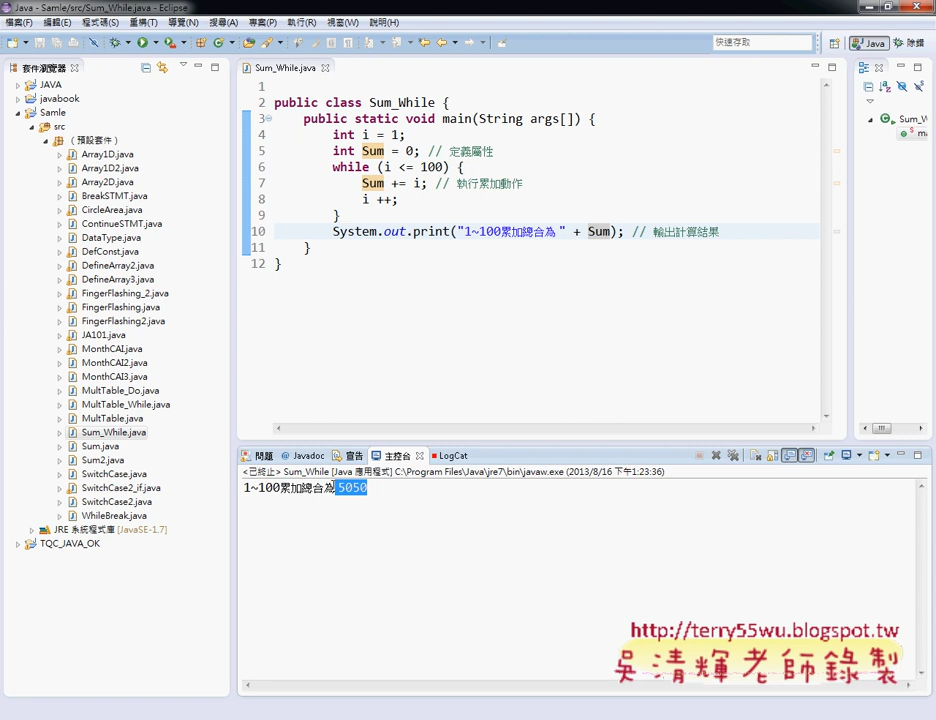 Java - Samle/src/Sum_While.java - Eclipse
檔案(F) 編輯(E) 程式碼(S) 重構(T) 導覽(N) 搜尋(A) 專案(P) 執行(R) 視窗(W) 說明(H)
快速存取 Java 除錯
套件瀏覽器
JAVA
javabook
Samle
src
(預設套件)
Array1D.java
Array1D2.java
Array2D.java
BreakSTMT.java
CircleArea.java
ContinueSTMT.java
DataType.java
DefConst.java
DefineArray2.java
DefineArray3.java
FingerFlashing_2.java
FingerFlashing.java
FingerFlashing2.java
JA101.java
MonthCAI.java
MonthCAI2.java
MonthCAI3.java
MultTable_Do.java
MultTable_While.java
MultTable.java
Sum_While.java
Sum.java
Sum2.java
SwitchCase.java
SwitchCase2_if.java
SwitchCase2.java
WhileBreak.java
JRE 系統程式庫 [JavaSE-1.7]
TQC_JAVA_OK
Sum_While.java
1
2 public class Sum_While {
3 public static void main(String args[]) {
4 int i = 1;
5 int Sum = 0; // 定義屬性
6 while (i <= 100) {
7 Sum += i; // 執行累加動作
8 i ++;
9 }
10 System.out.print("1~100累加總合為 " + Sum); // 輸出計算結果
11 }
12 }
Sum_W
m
問題 Javadoc 宣告 主控台 LogCat
<已終止> Sum_While [Java 應用程式] C:\Program Files\Java\jre7\bin\javaw.exe (2013/8/16 下午1:23:36)
1~100累加總合為 5050
http://terry55wu.blogspot.tw
吳清輝老師錄製